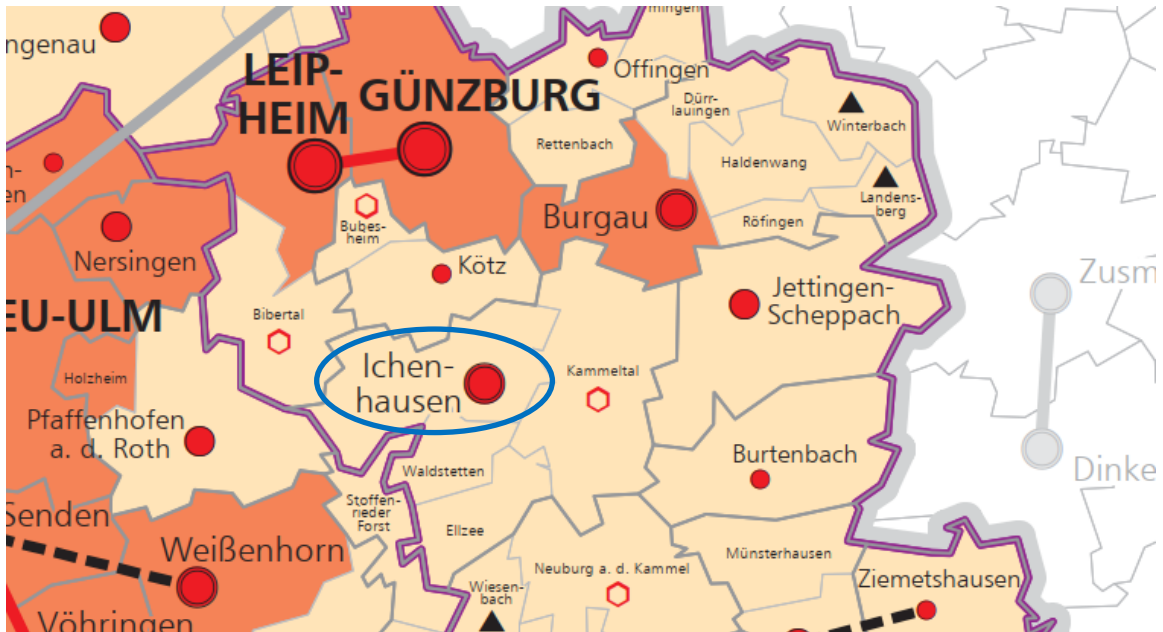 mingen
ngenau
LEIP-
HEIM
GÜNZBURG
Offingen
Dürr-
lauingen
Winterbach
Rettenbach
Haldenwang
n-
en
Landens-
berg
Burgau
Röfingen
Bubes-
heim
Nersingen
Kötz
Zusm
Jettingen-
Scheppach
EU-ULM
Bibertal
Ichen-
hausen
Kammeltal
Holzheim
Pfaffenhofen
a. d. Roth
Burtenbach
Waldstetten
Dinke
Stoffen-
rieder
Forst
Senden
Ellzee
Weißenhorn
Münsterhausen
Neuburg a. d. Kammel
Ziemetshausen
Wiesen-
bach
Vöhringen